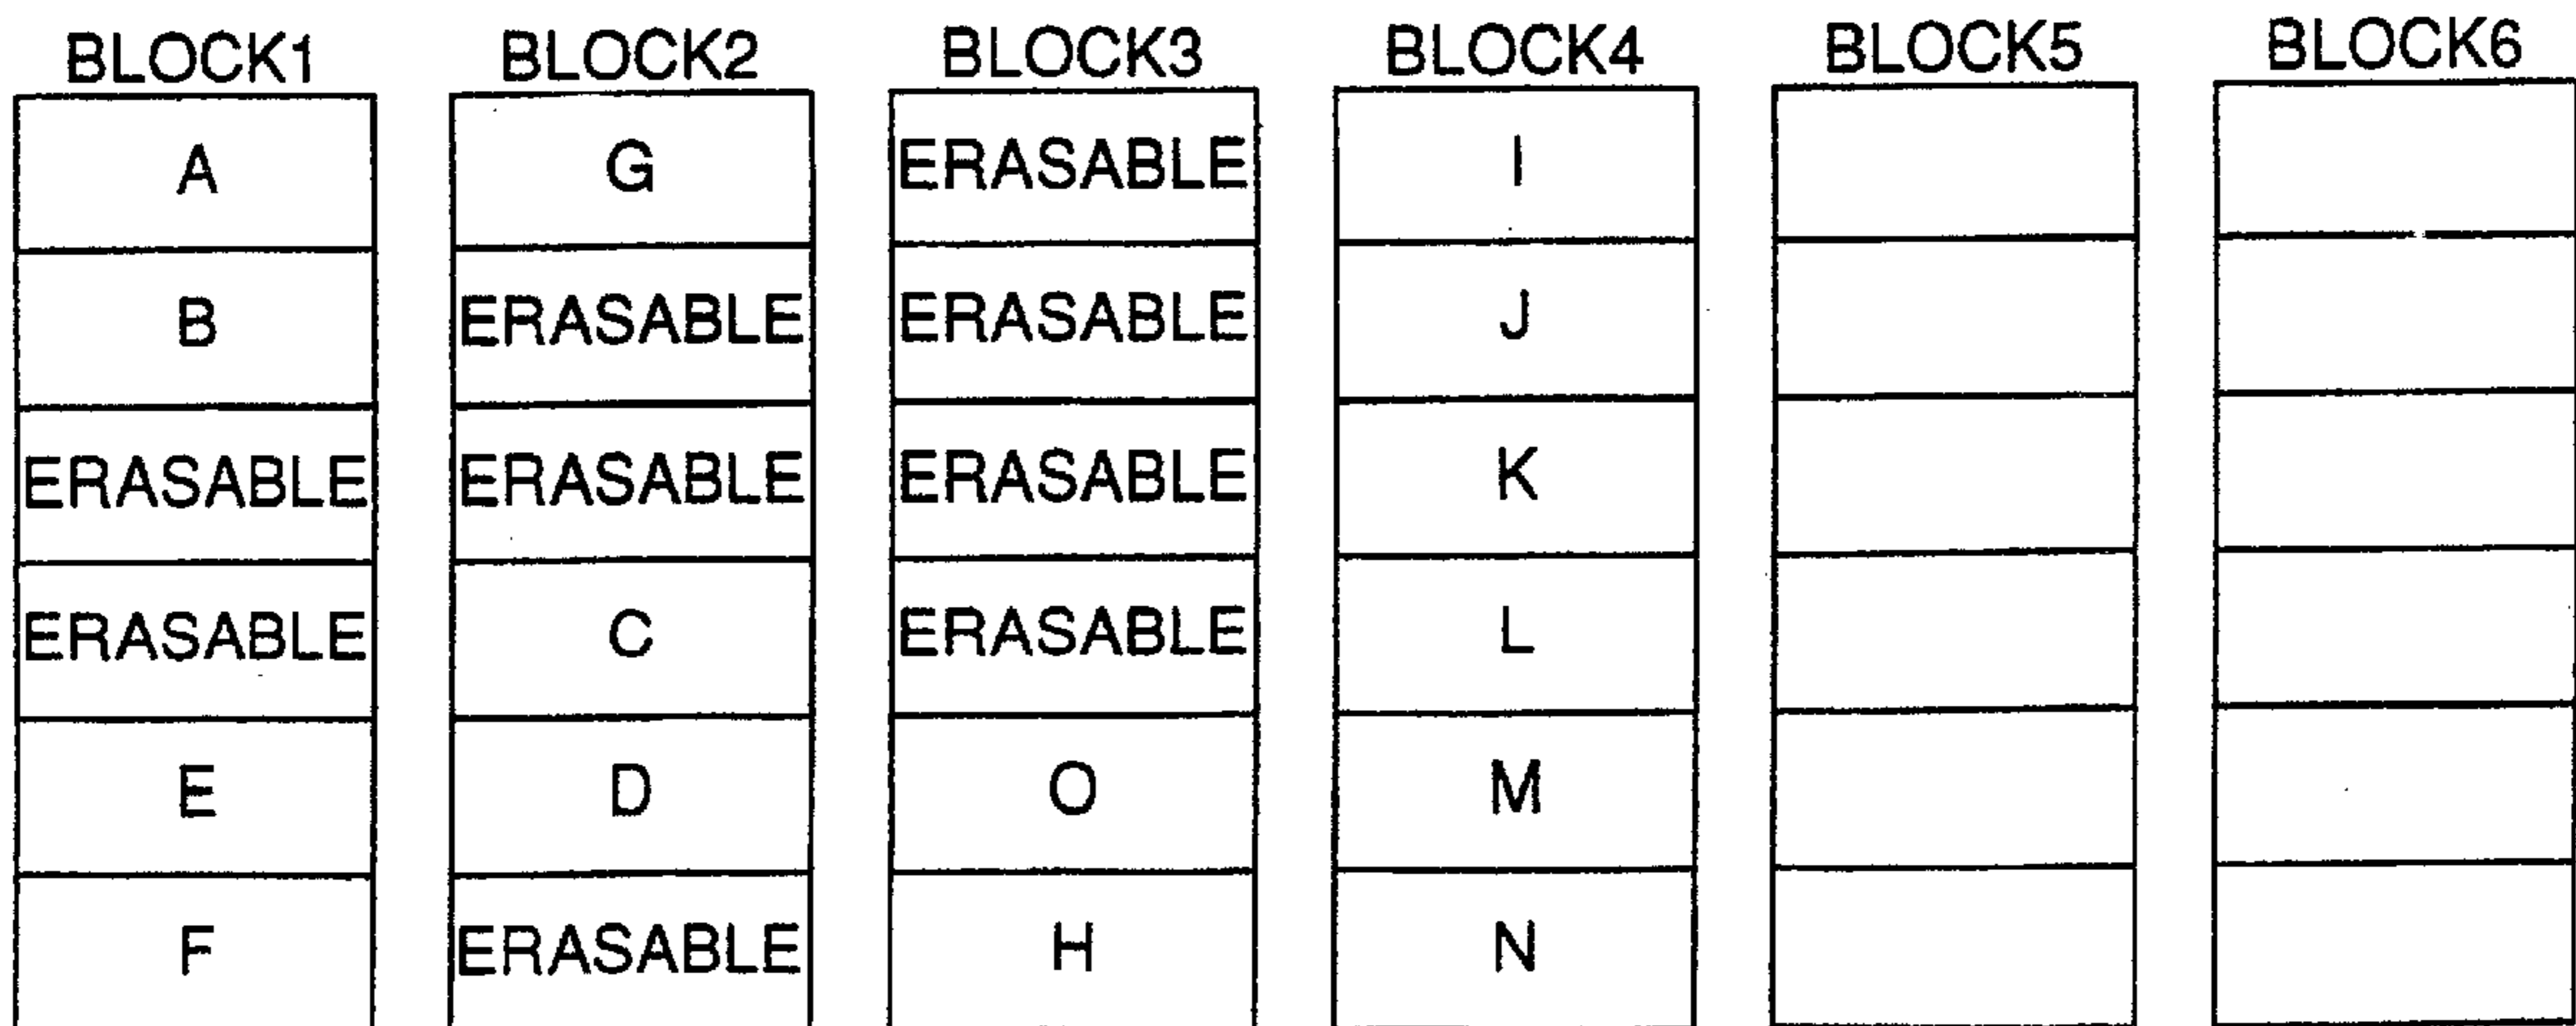 BLOCK1 BLOCK2 BLOCK3 BLOCK4 BLOCK5 BLOCK6
A G ERASABLE I
B ERASABLE ERASABLE J
ERASABLE ERASABLE ERASABLE K
ERASABLE C ERASABLE L
E D O M
F ERASABLE H N